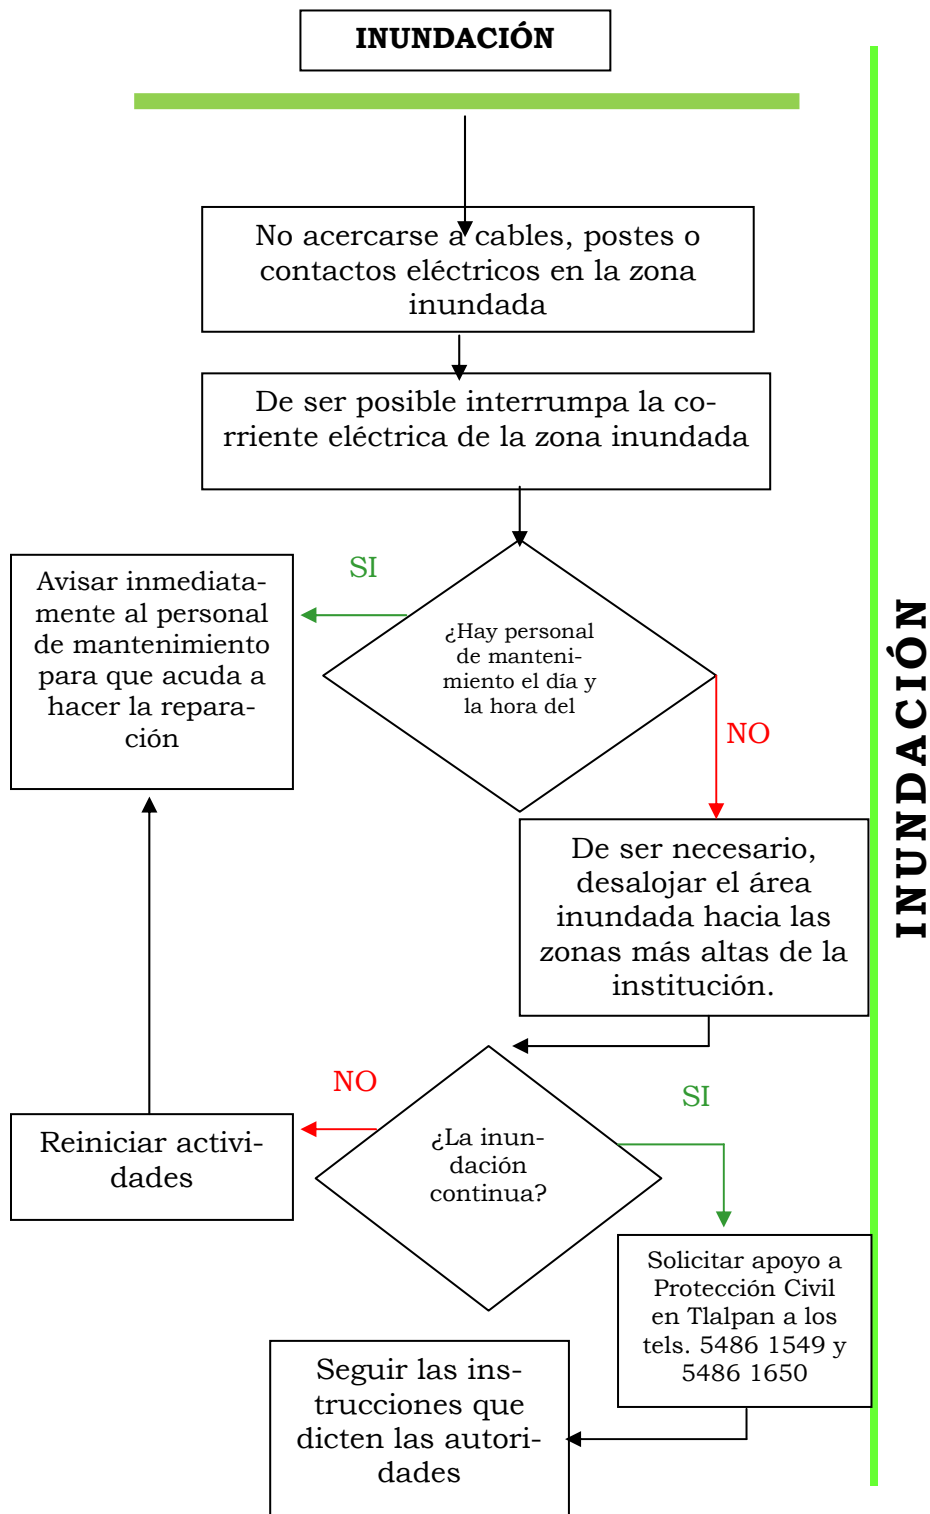 INUNDACIÓN
No acercarse a cables, postes o
contactos eléctricos en la zona
inundada
De ser posible interrumpa la co-
rriente eléctrica de la zona inundada
SI
Avisar inmediata-
mente al personal
de mantenimiento
para que acuda a
hacer la repara-
ción
¿Hay personal
de manteni-
miento el día y
la hora del
NO
De ser necesario,
desalojar el área
inundada hacia las
zonas más altas de la
institución.
INUNDACIÓN
NO
SI
Reiniciar activi-
dades
¿La inun-
dación
continua?
Solicitar apoyo a
Protección Civil
en Tlalpan a los
tels. 5486 1549 y
5486 1650
Seguir las ins-
trucciones que
dicten las autori-
dades